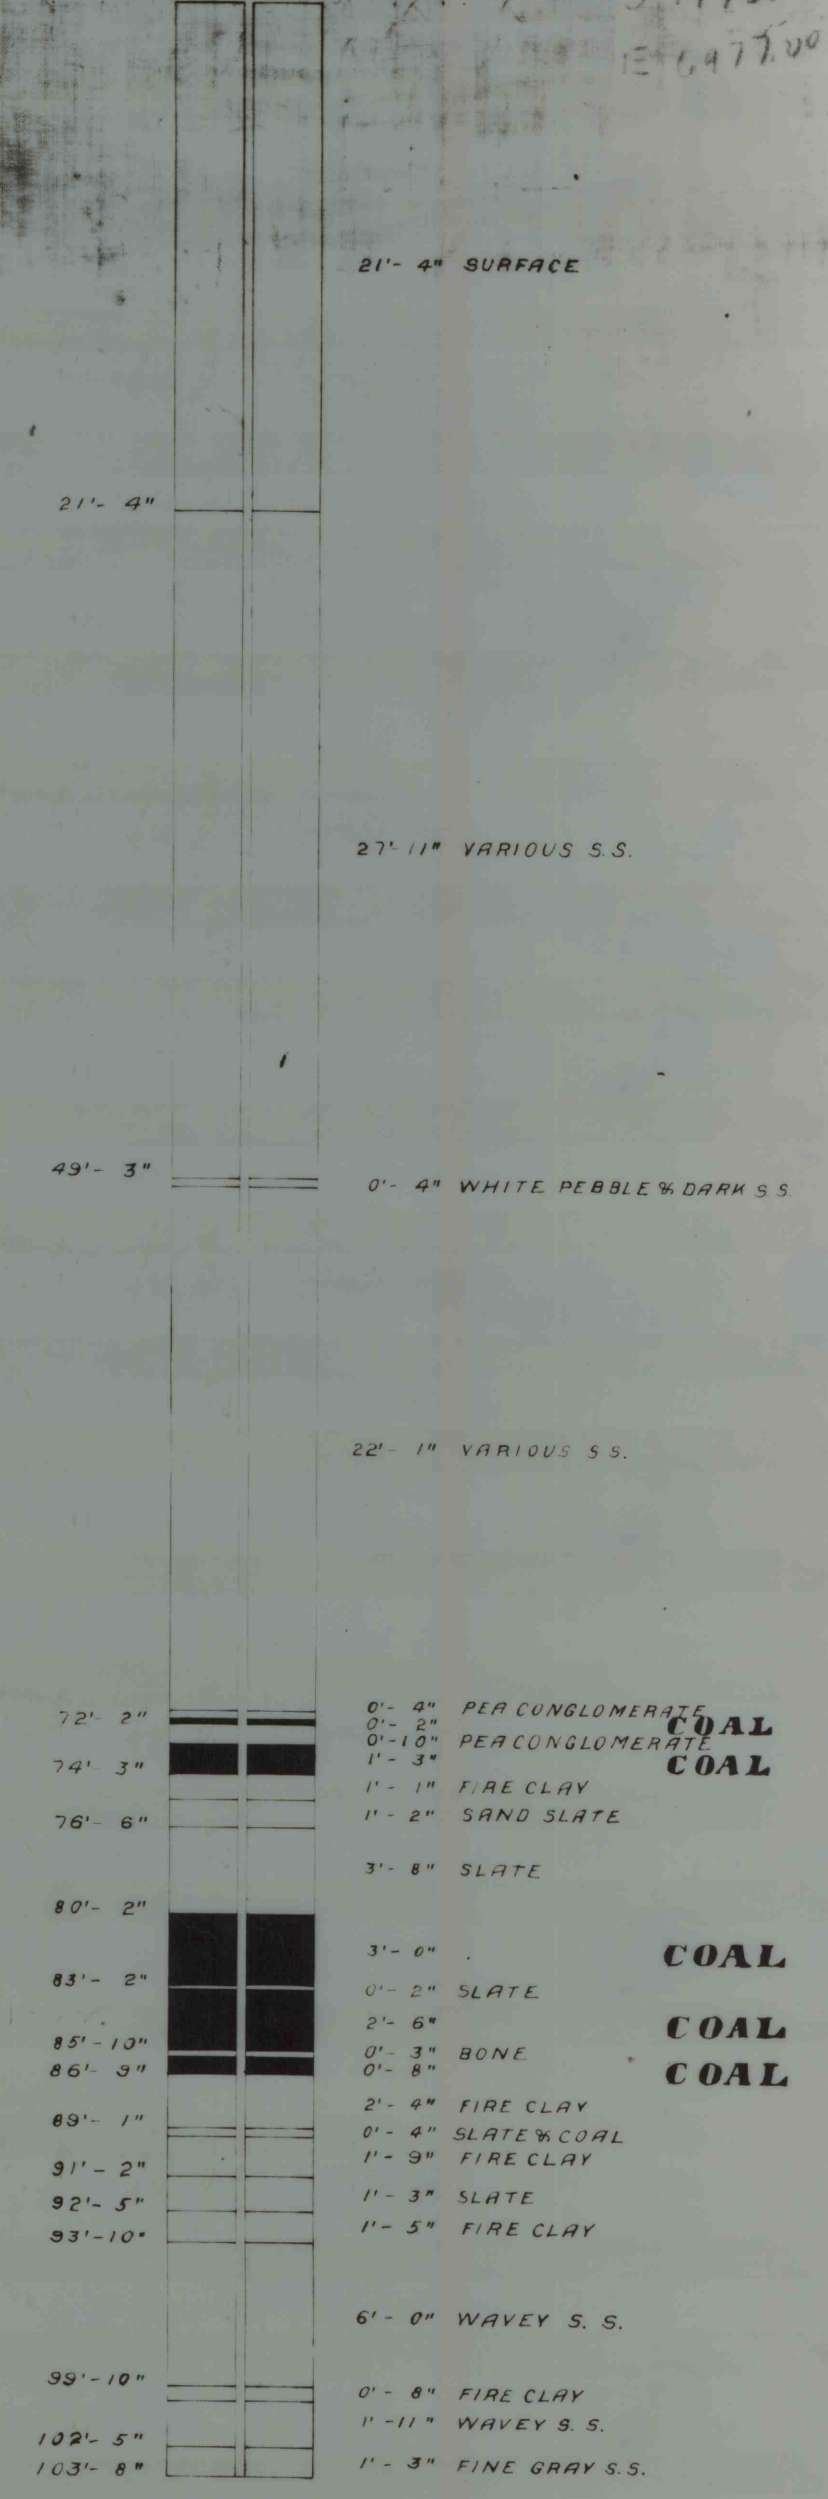 E 6,977.00
21'- 4" SURFACE
21'- 4"
27'-11" VARIOUS S.S.
49'- 3"
0'- 4" WHITE PEBBLE & DARK S.S.
22'- 1" VARIOUS S.S.
0'- 4" PEA CONGLOMERATE
72'- 2" 0'- 2" COAL
0'-10" PEA CONGLOMERATE
74'- 3" 1'- 3" COAL
1'- 1" FIRE CLAY
76'- 6" 1'- 2" SAND SLATE
3'- 8" SLATE
80'- 2"
3'- 0" COAL
83'- 2"
0'- 2" SLATE
2'- 6" COAL
85'-10"
0'- 3" BONE
86'- 9" 0'- 8" COAL
2'- 4" FIRE CLAY
89'- 1"
0'- 4" SLATE & COAL
1'- 9" FIRE CLAY
91'- 2"
1'- 3" SLATE
92'- 5"
1'- 5" FIRE CLAY
93'-10"
6'- 0" WAVEY S. S.
99'-10"
0'- 8" FIRE CLAY
1'-11" WAVEY S. S.
102'- 5"
103'- 8" 1'- 3" FINE GRAY S.S.